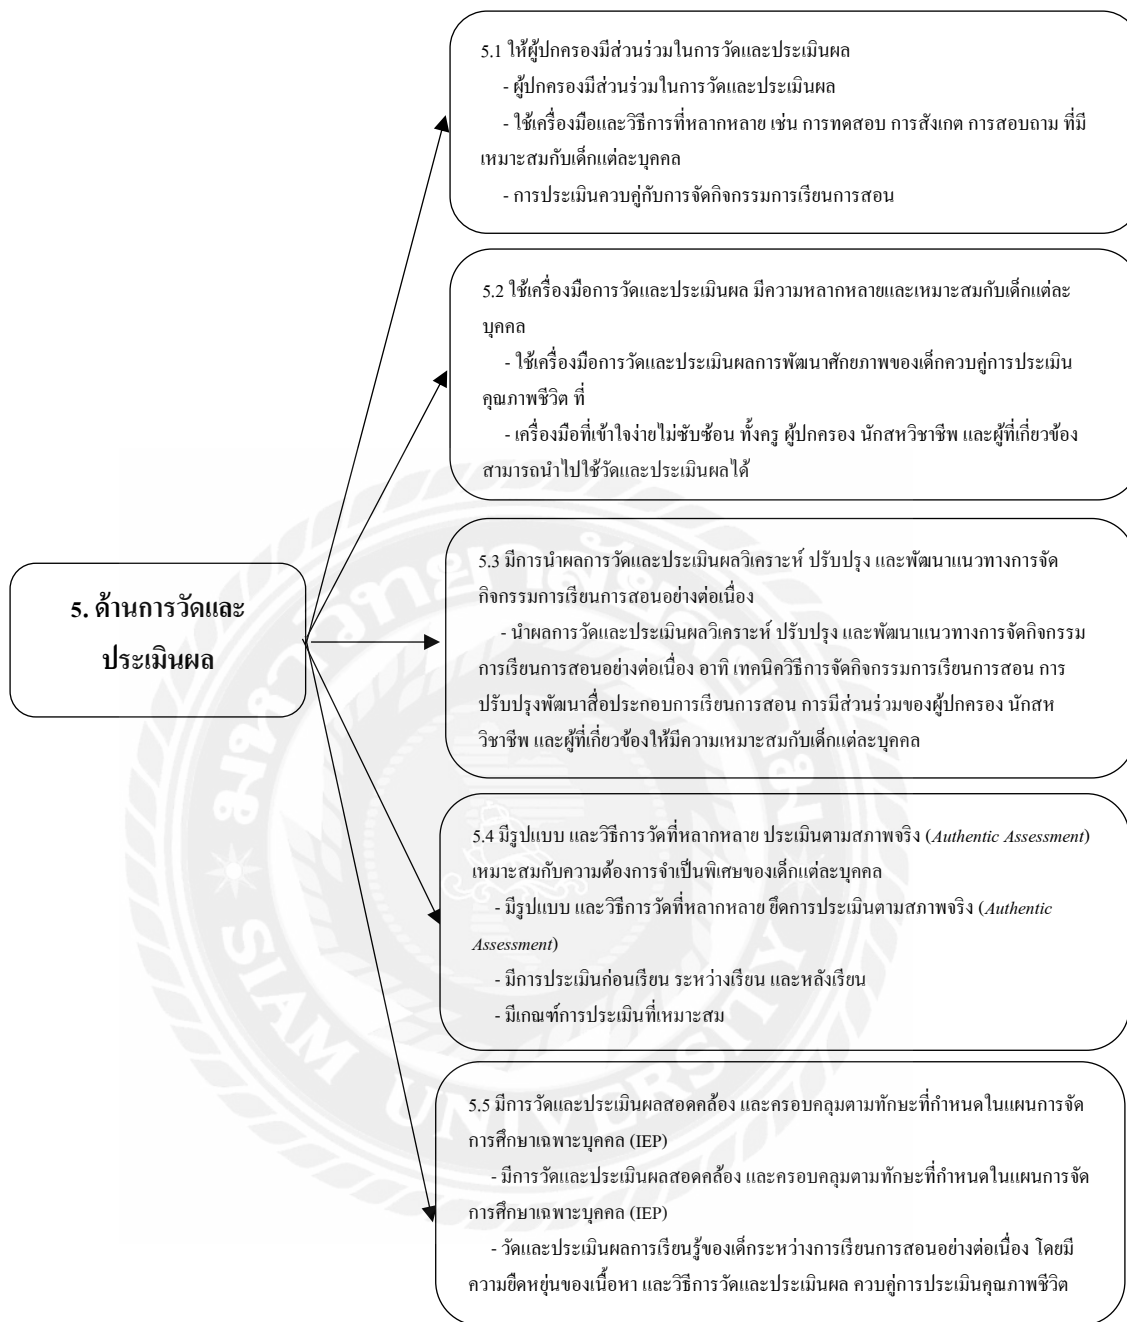 5.1 ให้ผู้ปกครองมีส่วนร่วมในการวัดและประเมินผล
- ผู้ปกครองมีส่วนร่วมในการวัดและประเมินผล
- ใช้เครื่องมือและวิธีการที่หลากหลาย เช่น การทดสอบ การสังเกต การสอบถาม ที่มี
เหมาะสมกับเด็กแต่ละบุคคล
- การประเมินควบคู่กับการจัดกิจกรรมการเรียนการสอน
5.2 ใช้เครื่องมือการวัดและประเมินผล มีความหลากหลายและเหมาะสมกับเด็กแต่ละ
บุคคล
- ใช้เครื่องมือการวัดและประเมินผลการพัฒนาศักยภาพของเด็กควบคู่การประเมิน
คุณภาพชีวิต ที่
- เครื่องมือที่เข้าใจง่ายไม่ซับซ้อน ทั้งครู ผู้ปกครอง นักสหวิชาชีพ และผู้ที่เกี่ยวข้อง
สามารถนำไปใช้วัดและประเมินผลได้
5. ด้านการวัดและ
ประเมินผล
5.3 มีการนำผลการวัดและประเมินผลวิเคราะห์ ปรับปรุง และพัฒนาแนวทางการจัด
กิจกรรมการเรียนการสอนอย่างต่อเนื่อง
- นำผลการวัดและประเมินผลวิเคราะห์ ปรับปรุง และพัฒนาแนวทางการจัดกิจกรรม
การเรียนการสอนอย่างต่อเนื่อง อาทิ เทคนิควิธีการจัดกิจกรรมการเรียนการสอน การ
ปรับปรุงพัฒนาสื่อประกอบการเรียนการสอน การมีส่วนร่วมของผู้ปกครอง นักสห
วิชาชีพ และผู้ที่เกี่ยวข้องให้มีความเหมาะสมกับเด็กแต่ละบุคคล
5.4 มีรูปแบบ และวิธีการวัดที่หลากหลาย ประเมินตามสภาพจริง (Authentic Assessment)
เหมาะสมกับความต้องการจำเป็นพิเศษของเด็กแต่ละบุคคล
- มีรูปแบบ และวิธีการวัดที่หลากหลาย ยึดการประเมินตามสภาพจริง (Authentic
Assessment)
- มีการประเมินก่อนเรียน ระหว่างเรียน และหลังเรียน
- มีเกณฑ์การประเมินที่เหมาะสม
5.5 มีการวัดและประเมินผลสอดคล้อง และครอบคลุมตามทักษะที่กำหนดในแผนการจัด
การศึกษาเฉพาะบุคคล (IEP)
- มีการวัดและประเมินผลสอดคล้อง และครอบคลุมตามทักษะที่กำหนดในแผนการจัด
การศึกษาเฉพาะบุคคล (IEP)
- วัดและประเมินผลการเรียนรู้ของเด็กระหว่างการเรียนการสอนอย่างต่อเนื่อง โดยมี
ความยืดหยุ่นของเนื้อหา และวิธีการวัดและประเมินผล ควบคู่การประเมินคุณภาพชีวิต
มหาวิทยาลัยสยาม
SIAM UNIVERSITY